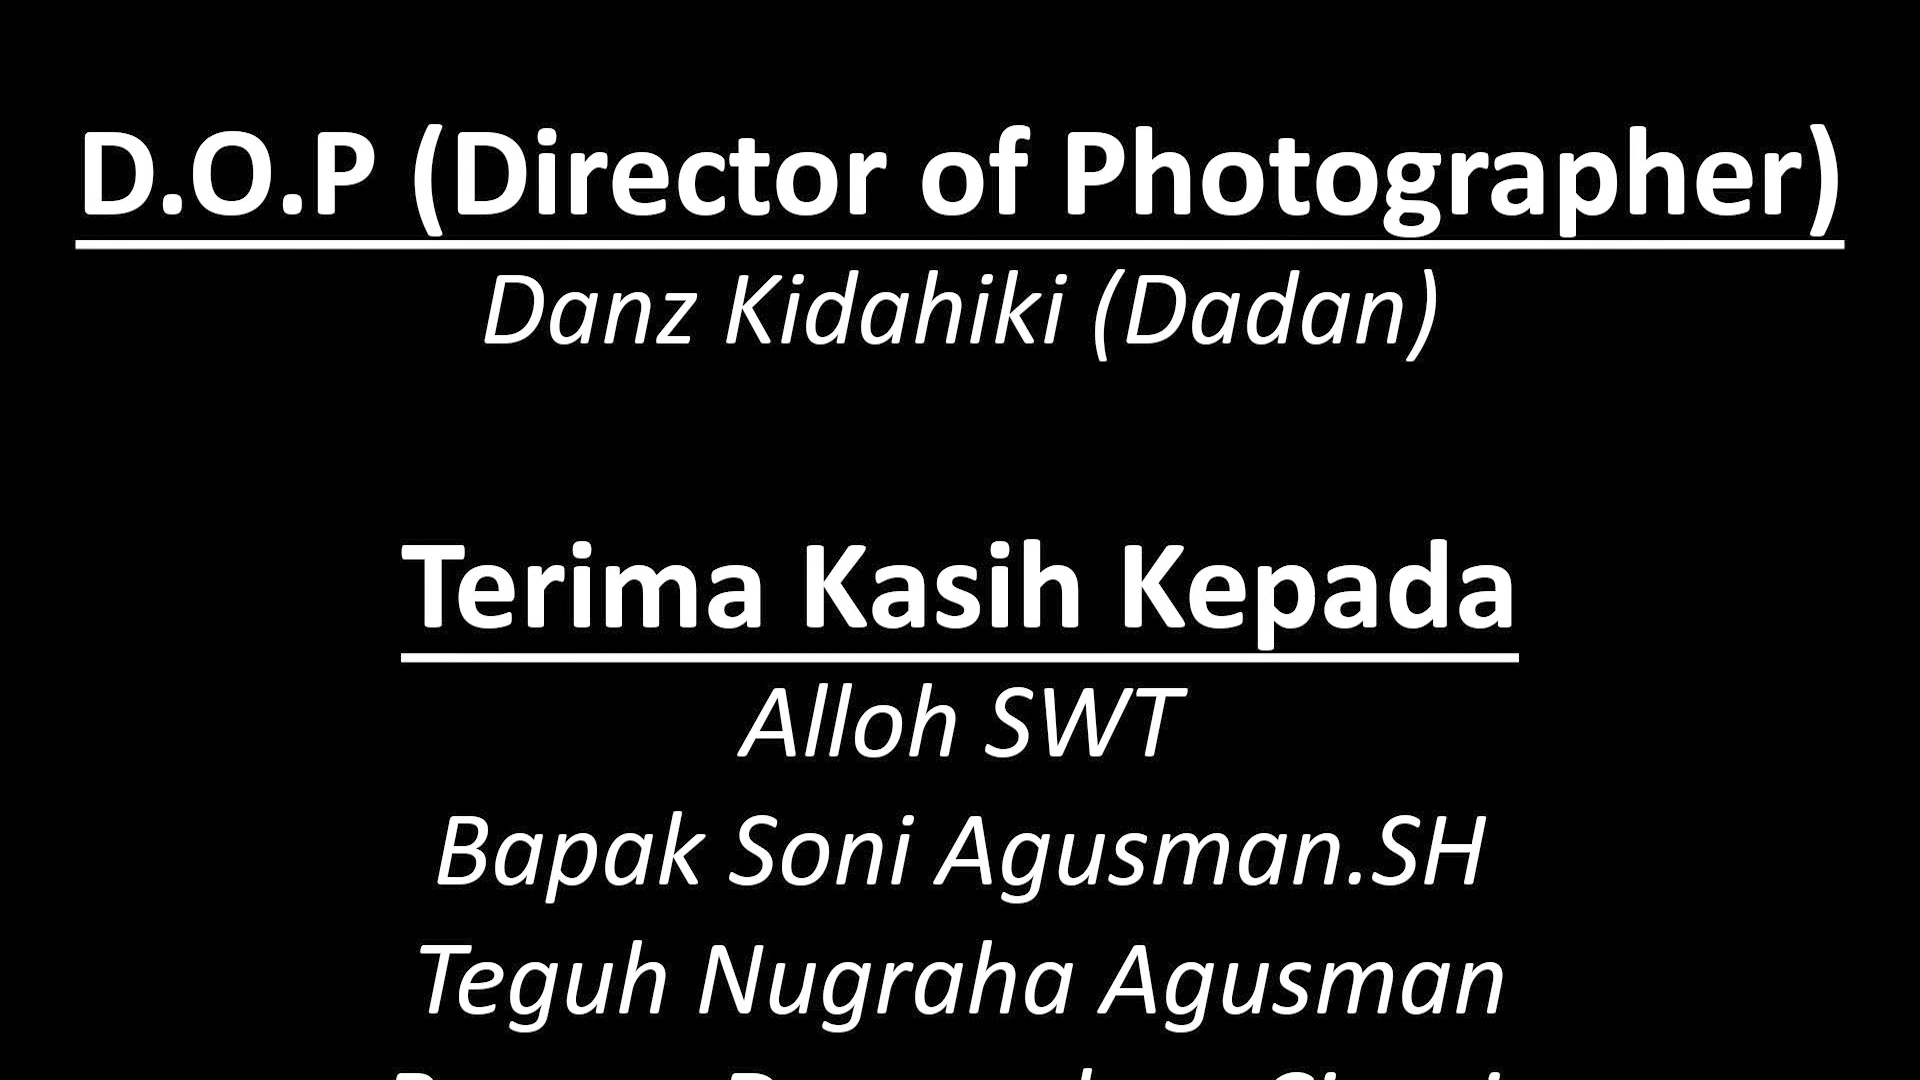 D.O.P (Director of Photographer)
Danz Kidahiki (Dadan)
Terima Kasih Kepada
Alloh SWT
Bapak Soni Agusman.SH
Teguh Nugraha Agusman